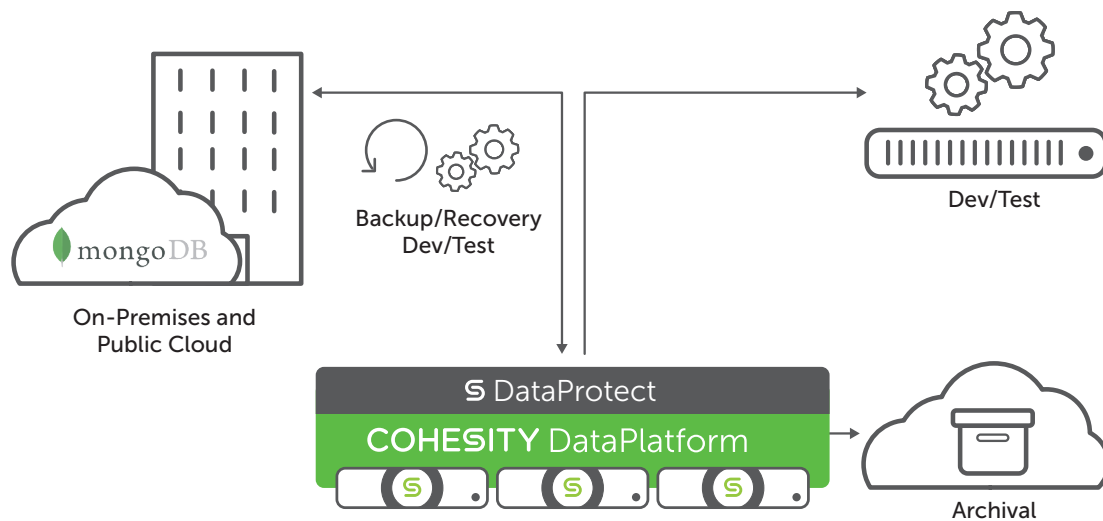 mongoDB
On-Premises and
Public Cloud
Backup/Recovery
Dev/Test
Dev/Test
S DataProtect
COHESITY DataPlatform
S
S
S
Archival